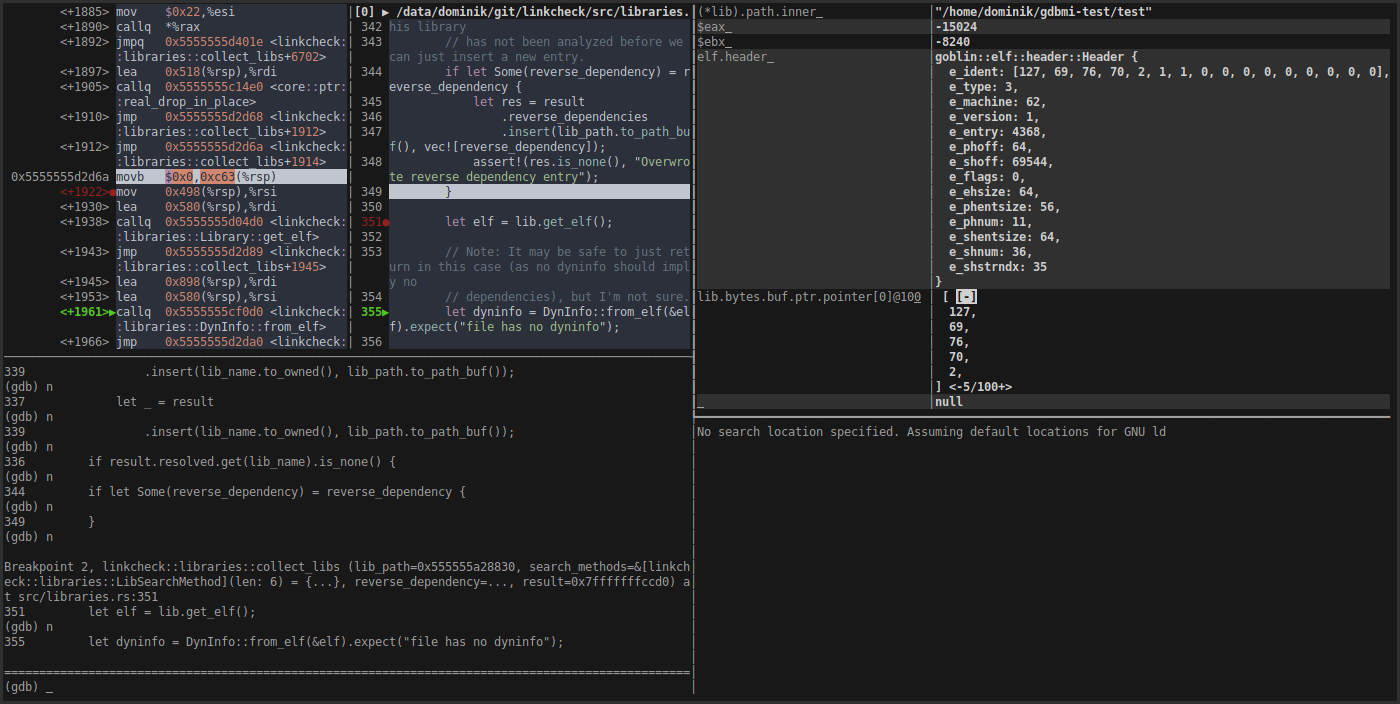 <+1885> mov    $0x22,%esi
<+1890> callq  *%rax
<+1892> jmpq   0x5555555d401e <linkcheck:
:libraries::collect_libs+6702>
<+1897> lea    0x518(%rsp),%rdi
<+1905> callq  0x5555555c14e0 <core::ptr:
:real_drop_in_place>
<+1910> jmp    0x5555555d2d68 <linkcheck:
:libraries::collect_libs+1912>
<+1912> jmp    0x5555555d2d6a <linkcheck:
:libraries::collect_libs+1914>
0x5555555d2d6a movb   $0x0,0xc63(%rsp)
<+1922>●mov    0x498(%rsp),%rsi
<+1930> lea    0x580(%rsp),%rdi
<+1938> callq  0x5555555d04d0 <linkcheck:
:libraries::Library::get_elf>
<+1943> jmp    0x5555555d2d89 <linkcheck:
:libraries::collect_libs+1945>
<+1945> lea    0x898(%rsp),%rdi
<+1953> lea    0x580(%rsp),%rsi
<+1961>▶callq  0x5555555cf0d0 <linkcheck:
:libraries::DynInfo::from_elf>
<+1966> jmp    0x5555555d2da0 <linkcheck:
[0] ▶ /data/dominik/git/linkcheck/src/libraries.
342 his library
343         // has not been analyzed before we
can just insert a new entry.
344         if let Some(reverse_dependency) = r
everse_dependency {
345             let res = result
346                 .reverse_dependencies
347                 .insert(lib_path.to_path_bu
f(), vec![reverse_dependency]);
348             assert!(res.is_none(), "Overwro
te reverse dependency entry");
349         }
350
351●        let elf = lib.get_elf();
352
353         // Note: It may be safe to just ret
urn in this case (as no dyninfo should impl
y no
354         // dependencies), but I'm not sure.
355▶        let dyninfo = DynInfo::from_elf(&el
f).expect("file has no dyninfo");
356
339                 .insert(lib_name.to_owned(), lib_path.to_path_buf());
(gdb) n
337             let _ = result
(gdb) n
339                 .insert(lib_name.to_owned(), lib_path.to_path_buf());
(gdb) n
336         if result.resolved.get(lib_name).is_none() {
(gdb) n
344         if let Some(reverse_dependency) = reverse_dependency {
(gdb) n
349         }
(gdb) n
Breakpoint 2, linkcheck::libraries::collect_libs (lib_path=0x555555a28830, search_methods=&[linkch
eck::libraries::LibSearchMethod](len: 6) = {...}, reverse_dependency=..., result=0x7fffffffccd0) a
t src/libraries.rs:351
351         let elf = lib.get_elf();
(gdb) n
355         let dyninfo = DynInfo::from_elf(&elf).expect("file has no dyninfo");
(gdb) _
(*lib).path.inner_ "/home/dominik/gdbmi-test/test"
$eax_ -15024
$ebx_ -8240
elf.header_ goblin::elf::header::Header {
  e_ident: [127, 69, 76, 70, 2, 1, 1, 0, 0, 0, 0, 0, 0, 0, 0, 0],
  e_type: 3,
  e_machine: 62,
  e_version: 1,
  e_entry: 4368,
  e_phoff: 64,
  e_shoff: 69544,
  e_flags: 0,
  e_ehsize: 64,
  e_phentsize: 56,
  e_phnum: 11,
  e_shentsize: 64,
  e_shnum: 36,
  e_shstrndx: 35
}
lib.bytes.buf.ptr.pointer[0]@100 [ [-]
  127,
  69,
  76,
  70,
  2,
] <-5/100+>
_ null
No search location specified. Assuming default locations for GNU ld